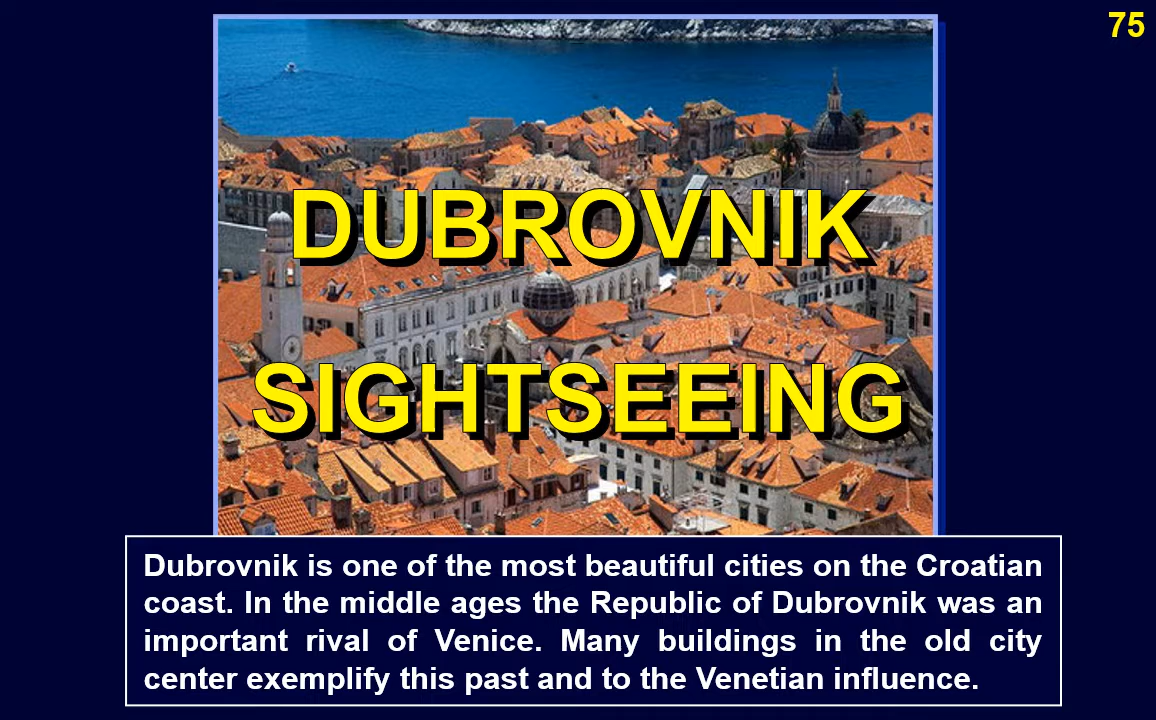 75
DUBROVNIK
SIGHTSEEING
Dubrovnik is one of the most beautiful cities on the Croatian
coast. In the middle ages the Republic of Dubrovnik was an
important rival of Venice. Many buildings in the old city
center exemplify this past and to the Venetian influence.